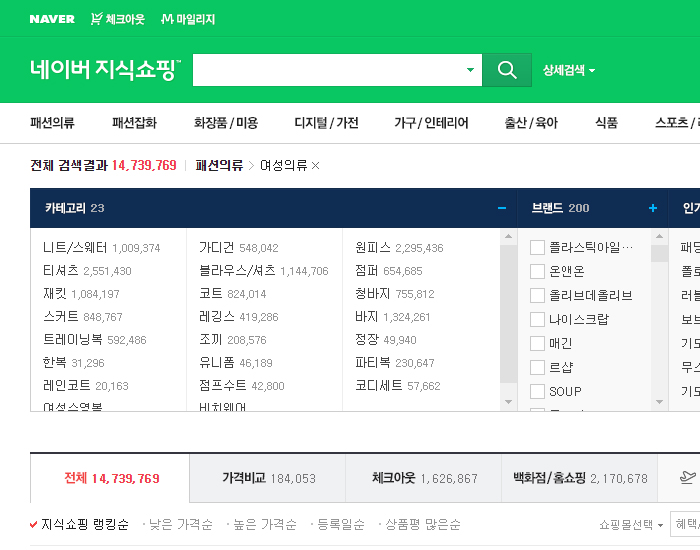 NAVER 체크아웃 마일리지
네이버 지식쇼핑™ 상세검색
패션의류 패션잡화 화장품 / 미용 디지털 / 가전 가구 / 인테리어 출산 / 육아 식품 스포츠 /
전체 검색결과 14,739,769 패션의류 > 여성의류 ×
카테고리 23 − 브랜드 200 + 인기
니트/스웨터 1,009,374 가디건 548,042 원피스 2,295,436 플라스틱아일… 패딩
티셔츠 2,551,430 블라우스/셔츠 1,144,706 점퍼 654,685 온앤온 폴로
재킷 1,084,197 코트 824,014 청바지 755,812 올리브데올리브 러블
스커트 848,767 레깅스 419,286 바지 1,324,261 나이스크랍 보브
트레이닝복 592,486 조끼 208,576 정장 49,940 매긴 기모
한복 31,296 유니폼 46,189 파티복 230,647 르샵 무스
레인코트 20,163 점프수트 42,800 코디세트 57,662 SOUP 기모
여성수영복 비치웨어
전체 14,739,769 가격비교 184,053 체크아웃 1,626,867 백화점/홈쇼핑 2,170,678
지식쇼핑 랭킹순 · 낮은 가격순 · 높은 가격순 · 등록일순 · 상품평 많은순 쇼핑몰선택 혜택/